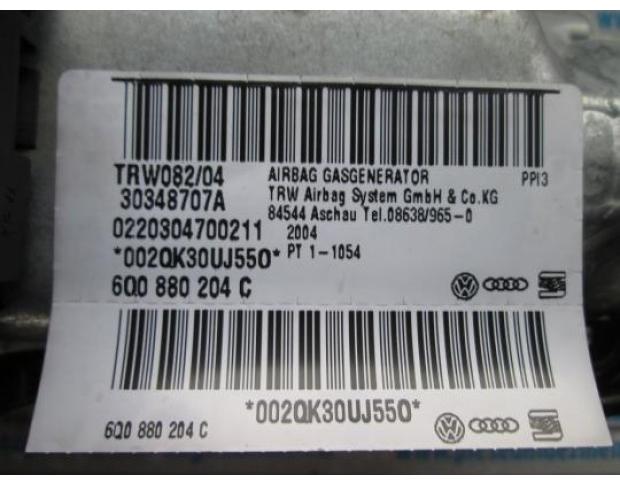 TRW082/04
30348707A
0220304700211
*002QK30UJ550*
6Q0 880 204 C
AIRBAG GASGENERATOR PPI3
TRW Airbag System GmbH & Co.KG
84544 Aschau Tel.08638/965-0
2004
PT 1-1054
*002QK30UJ550*
6Q0 880 204 C